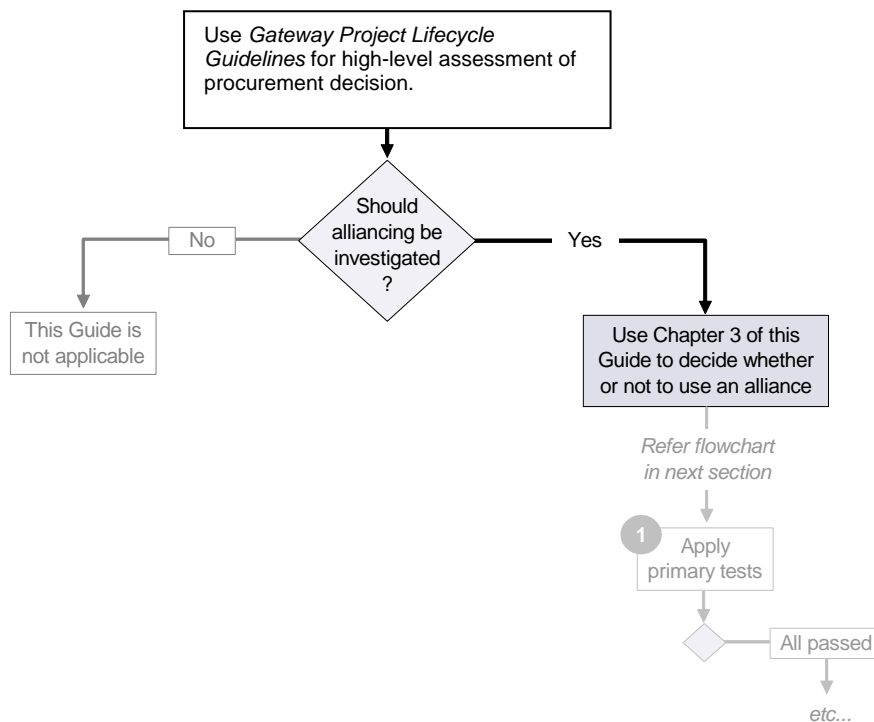 Use Gateway Project Lifecycle
Guidelines for high-level assessment of
procurement decision.
Should
alliancing be
investigated
?
No
Yes
This Guide is
not applicable
Use Chapter 3 of this
Guide to decide whether
or not to use an alliance
Refer flowchart
in next section
1
Apply
primary tests
All passed
etc...